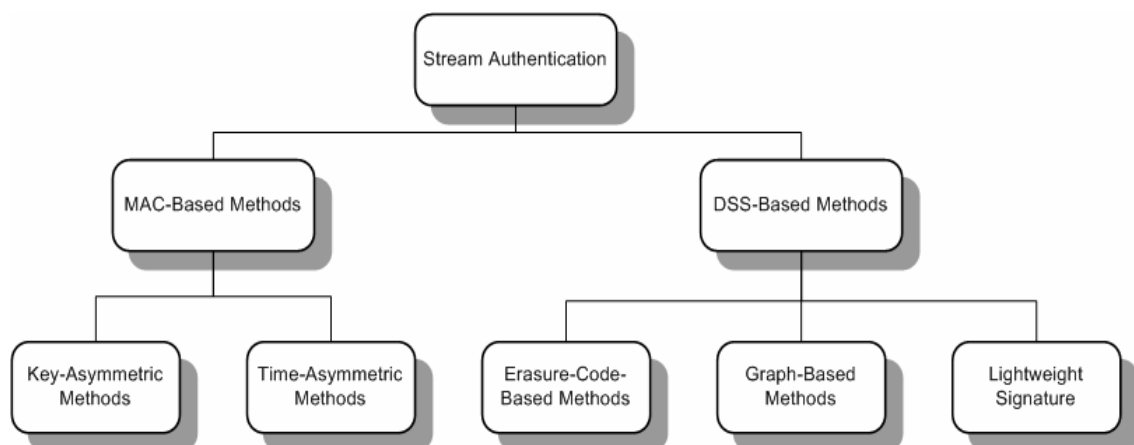 Stream Authentication
MAC-Based Methods
DSS-Based Methods
Key-Asymmetric
Methods
Time-Asymmetric
Methods
Erasure-Code-
Based Methods
Graph-Based
Methods
Lightweight
Signature